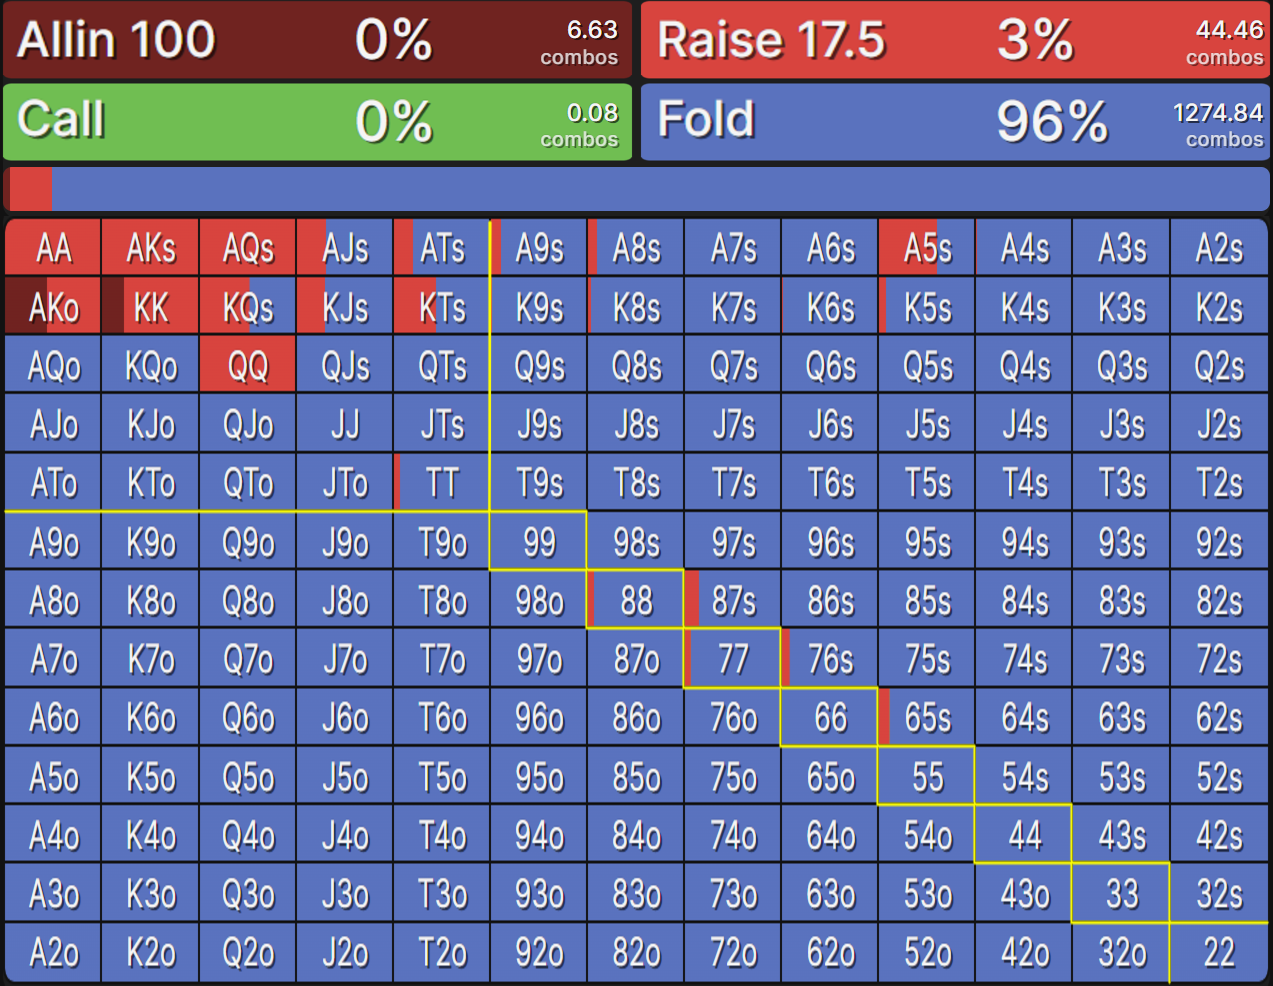 Allin 100 0% 6.63 combos
Raise 17.5 3% 44.46 combos
Call 0% 0.08 combos
Fold 96% 1274.84 combos
AA AKs AQs AJs ATs A9s A8s A7s A6s A5s A4s A3s A2s
AKo KK KQs KJs KTs K9s K8s K7s K6s K5s K4s K3s K2s
AQo KQo QQ QJs QTs Q9s Q8s Q7s Q6s Q5s Q4s Q3s Q2s
AJo KJo QJo JJ JTs J9s J8s J7s J6s J5s J4s J3s J2s
ATo KTo QTo JTo TT T9s T8s T7s T6s T5s T4s T3s T2s
A9o K9o Q9o J9o T9o 99 98s 97s 96s 95s 94s 93s 92s
A8o K8o Q8o J8o T8o 98o 88 87s 86s 85s 84s 83s 82s
A7o K7o Q7o J7o T7o 97o 87o 77 76s 75s 74s 73s 72s
A6o K6o Q6o J6o T6o 96o 86o 76o 66 65s 64s 63s 62s
A5o K5o Q5o J5o T5o 95o 85o 75o 65o 55 54s 53s 52s
A4o K4o Q4o J4o T4o 94o 84o 74o 64o 54o 44 43s 42s
A3o K3o Q3o J3o T3o 93o 83o 73o 63o 53o 43o 33 32s
A2o K2o Q2o J2o T2o 92o 82o 72o 62o 52o 42o 32o 22